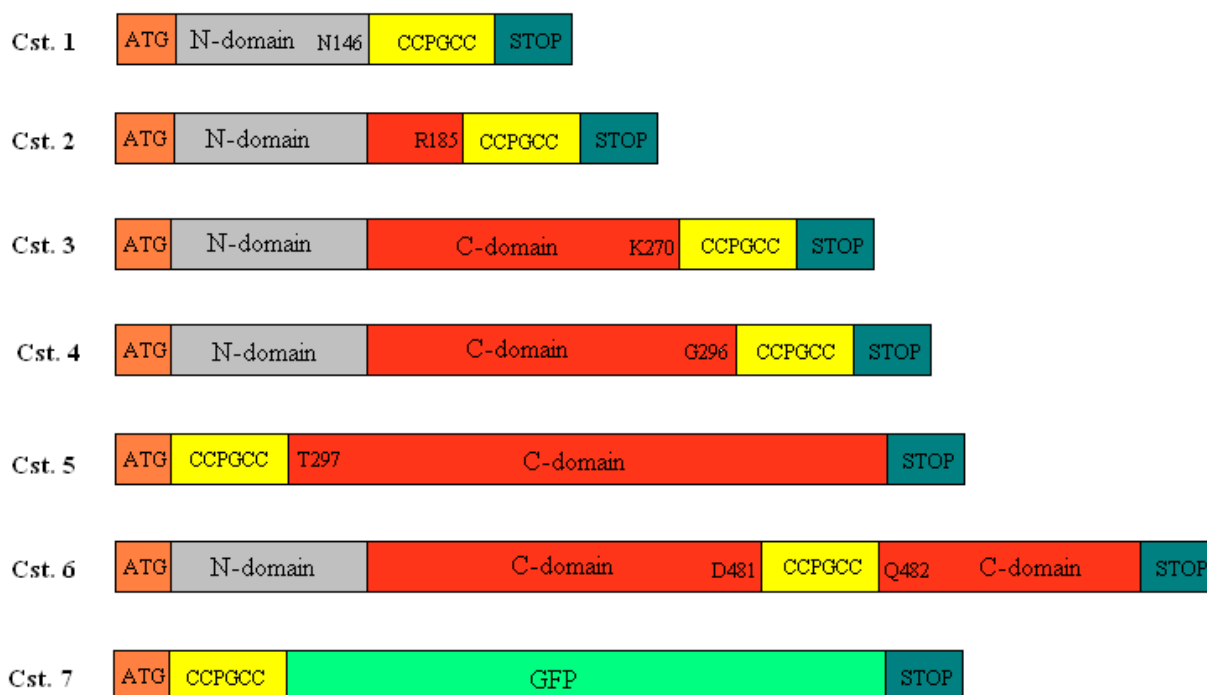 Cst. 1 ATG N-domain N146 CCPGCC STOP
Cst. 2 ATG N-domain R185 CCPGCC STOP
Cst. 3 ATG N-domain C-domain K270 CCPGCC STOP
Cst. 4 ATG N-domain C-domain G296 CCPGCC STOP
Cst. 5 ATG CCPGCC T297 C-domain STOP
Cst. 6 ATG N-domain C-domain D481 CCPGCC Q482 C-domain STOP
Cst. 7 ATG CCPGCC GFP STOP